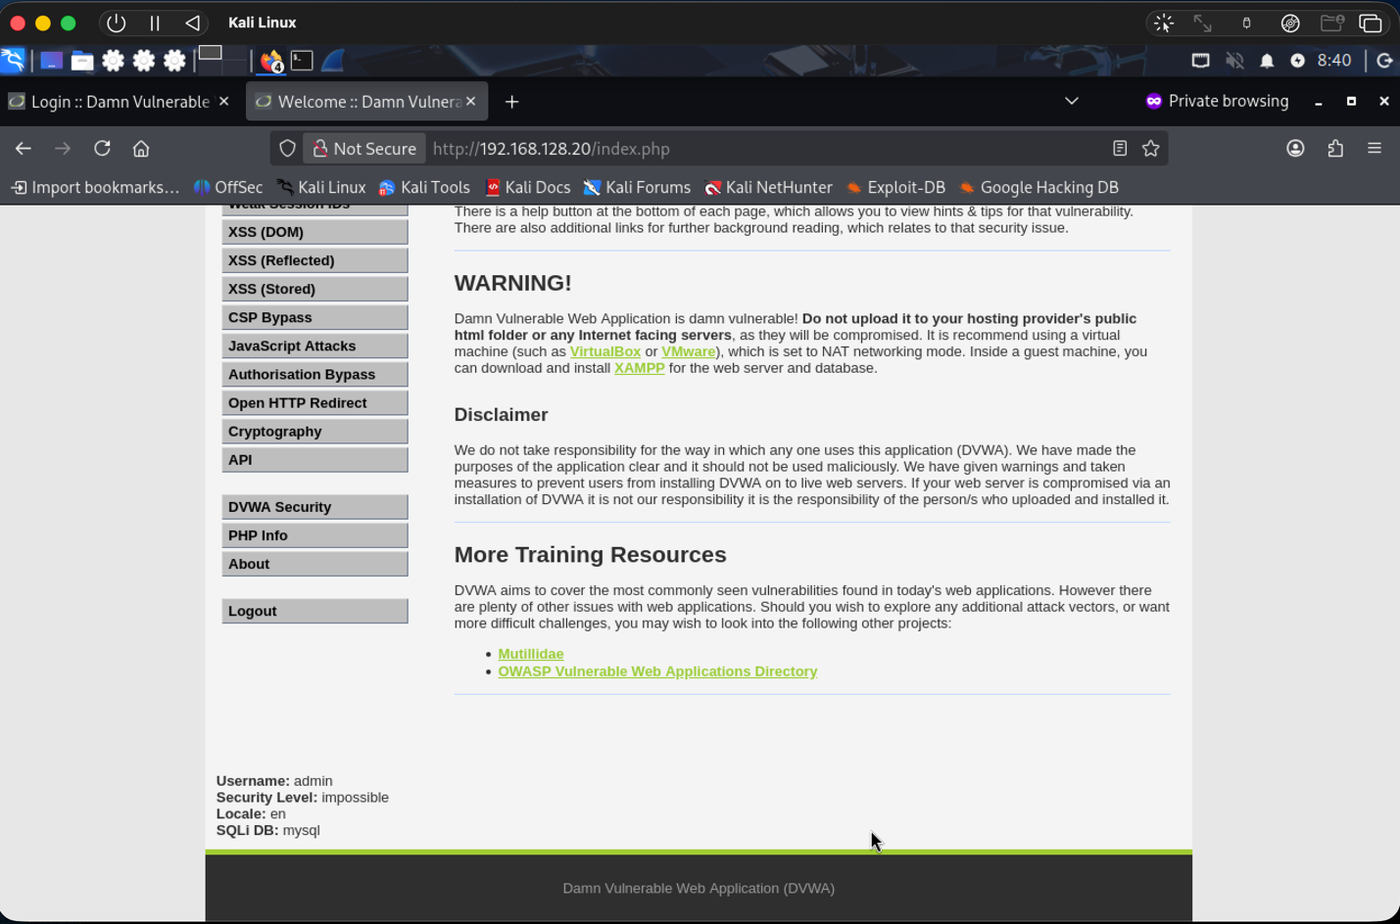 Kali Linux
4
8:40
Login :: Damn Vulnerable
Welcome :: Damn Vulnera
Private browsing
Not Secure
http://192.168.128.20/index.php
Import bookmarks…
OffSec
Kali Linux
Kali Tools
Kali Docs
Kali Forums
Kali NetHunter
Exploit-DB
Google Hacking DB
Weak Session IDs
XSS (DOM)
XSS (Reflected)
XSS (Stored)
CSP Bypass
JavaScript Attacks
Authorisation Bypass
Open HTTP Redirect
Cryptography
API
DVWA Security
PHP Info
About
Logout
There is a help button at the bottom of each page, which allows you to view hints & tips for that vulnerability.
There are also additional links for further background reading, which relates to that security issue.
WARNING!
Damn Vulnerable Web Application is damn vulnerable! Do not upload it to your hosting provider's public
html folder or any Internet facing servers, as they will be compromised. It is recommend using a virtual
machine (such as VirtualBox or VMware), which is set to NAT networking mode. Inside a guest machine, you
can download and install XAMPP for the web server and database.
Disclaimer
We do not take responsibility for the way in which any one uses this application (DVWA). We have made the
purposes of the application clear and it should not be used maliciously. We have given warnings and taken
measures to prevent users from installing DVWA on to live web servers. If your web server is compromised via an
installation of DVWA it is not our responsibility it is the responsibility of the person/s who uploaded and installed it.
More Training Resources
DVWA aims to cover the most commonly seen vulnerabilities found in today's web applications. However there
are plenty of other issues with web applications. Should you wish to explore any additional attack vectors, or want
more difficult challenges, you may wish to look into the following other projects:
• Mutillidae
• OWASP Vulnerable Web Applications Directory
Username: admin
Security Level: impossible
Locale: en
SQLi DB: mysql
Damn Vulnerable Web Application (DVWA)